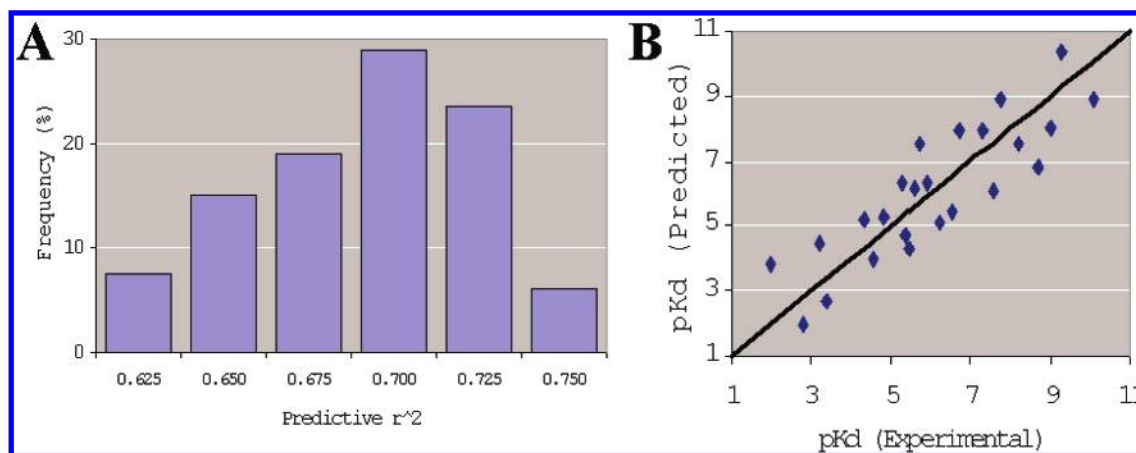 A
30
20
10
0
Frequency (%)
0.625 0.650 0.675 0.700 0.725 0.750
Predictive r^2
B
11
9
7
5
3
1
pKd (Predicted)
1 3 5 7 9 11
pKd (Experimental)